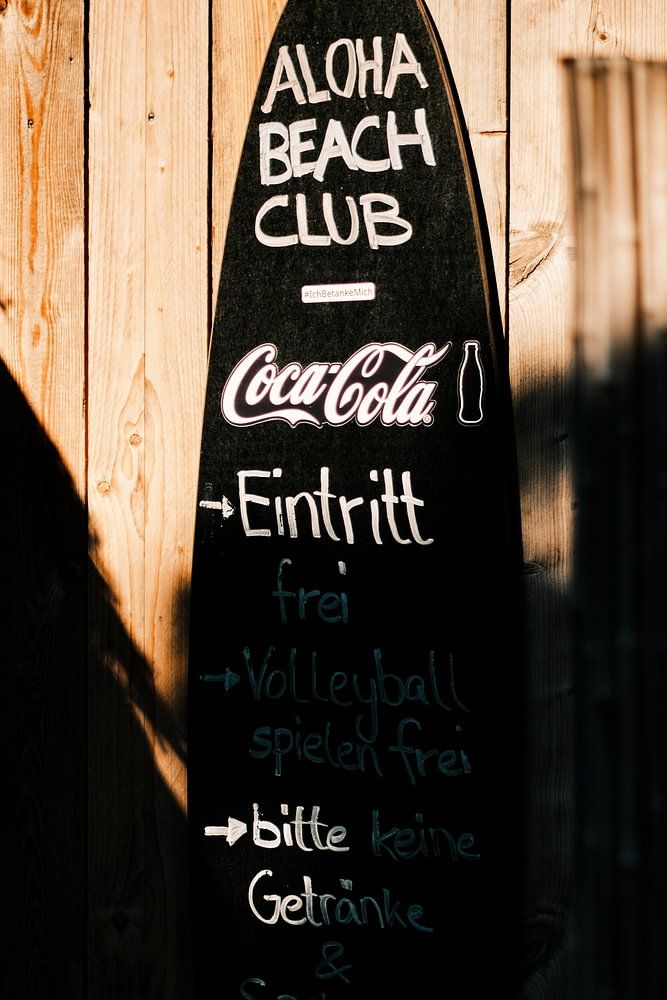 ALOHA
BEACH
CLUB
#IchBetankeMich
Coca-Cola
→Eintritt
frei
→Volleyball
spielen frei
→bitte keine
Getränke
&